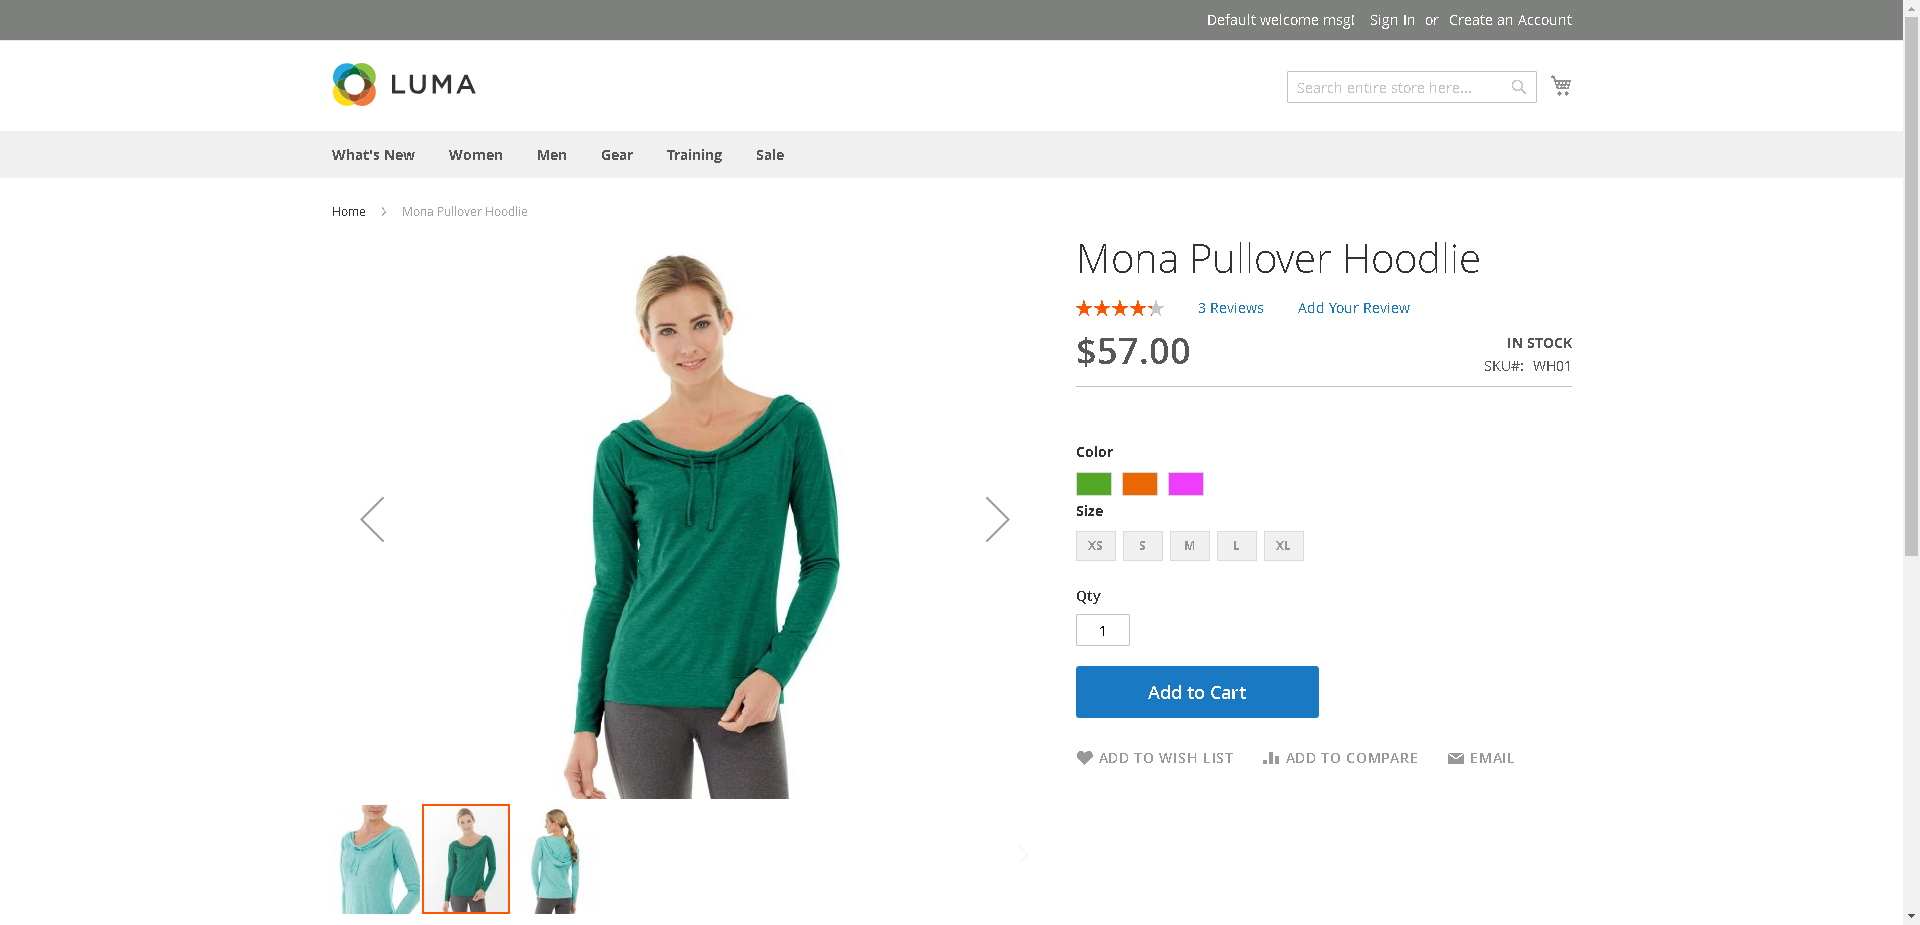 Default welcome msg! Sign In or Create an Account
LUMA
Search entire store here...
What's New Women Men Gear Training Sale
Home Mona Pullover Hoodlie
Mona Pullover Hoodlie
3 Reviews Add Your Review
$57.00
IN STOCK
SKU#: WH01
Color
Size
XS S M L XL
Qty
1
Add to Cart
ADD TO WISH LIST ADD TO COMPARE EMAIL